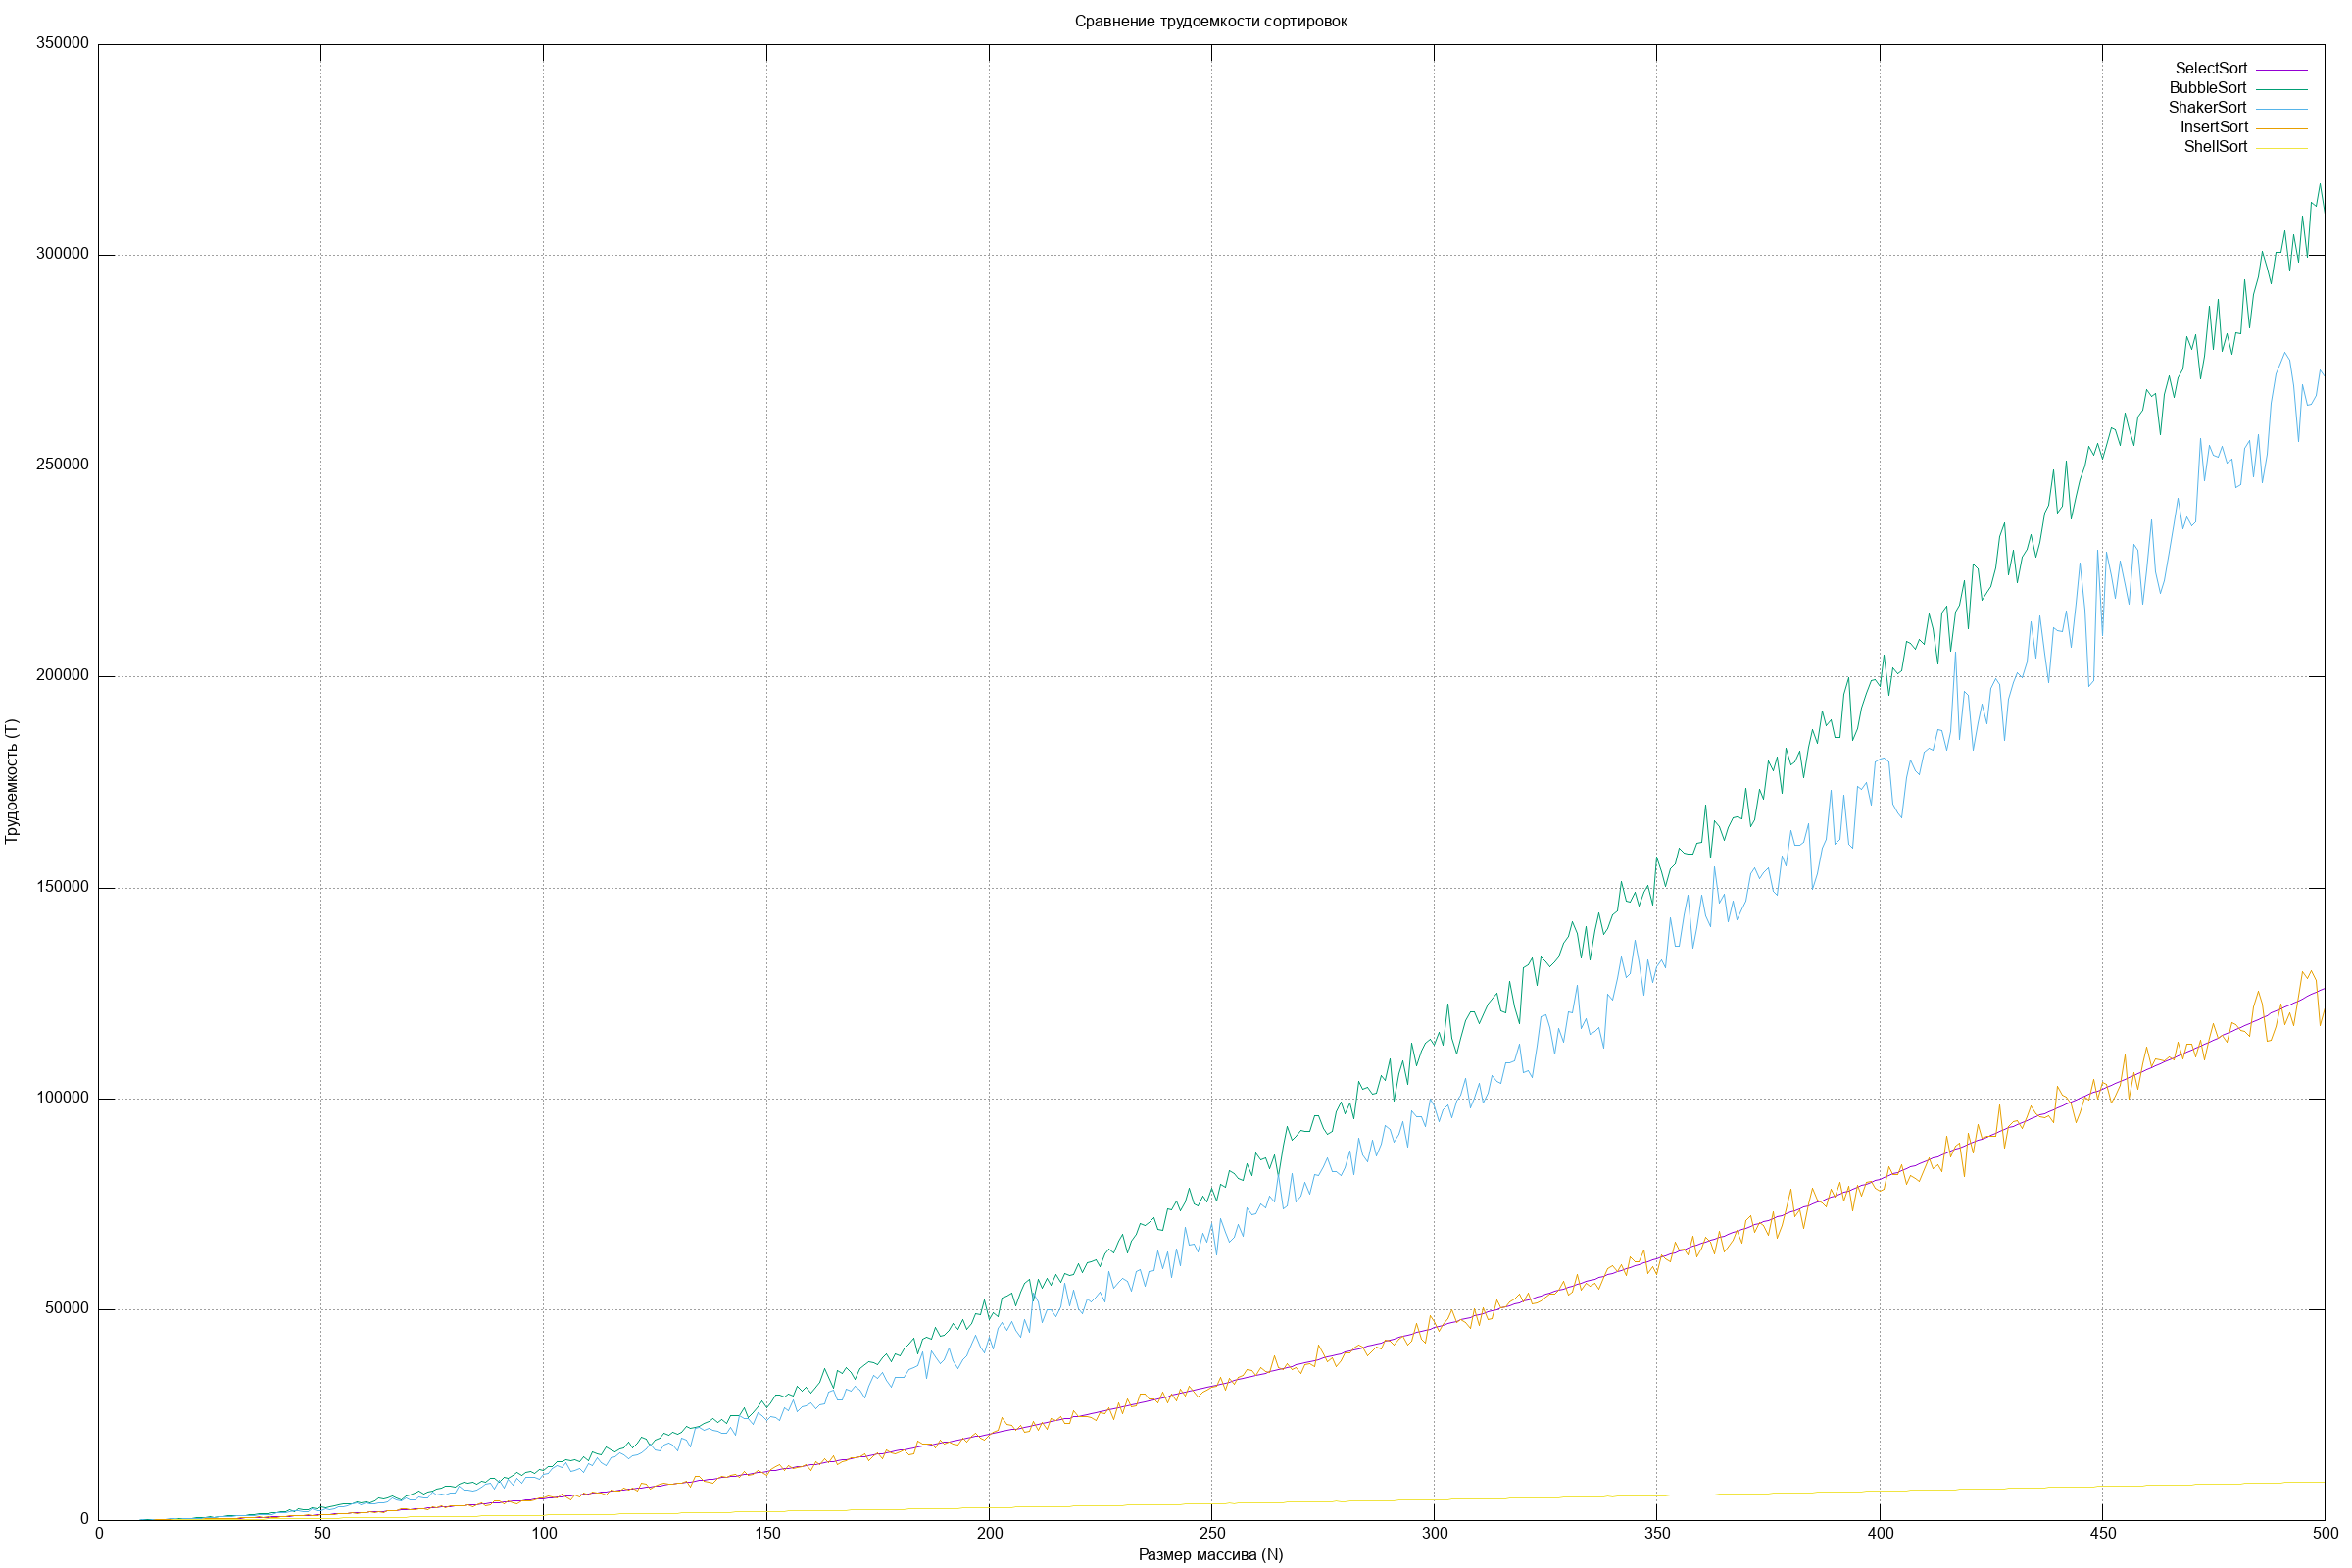 Сравнение трудоемкости сортировок
350000
300000
250000
200000
150000
100000
50000
0
SelectSort
BubbleSort
ShakerSort
InsertSort
ShellSort
Трудоемкость (T)
0 50 100 150 200 250 300 350 400 450 500
Размер массива (N)